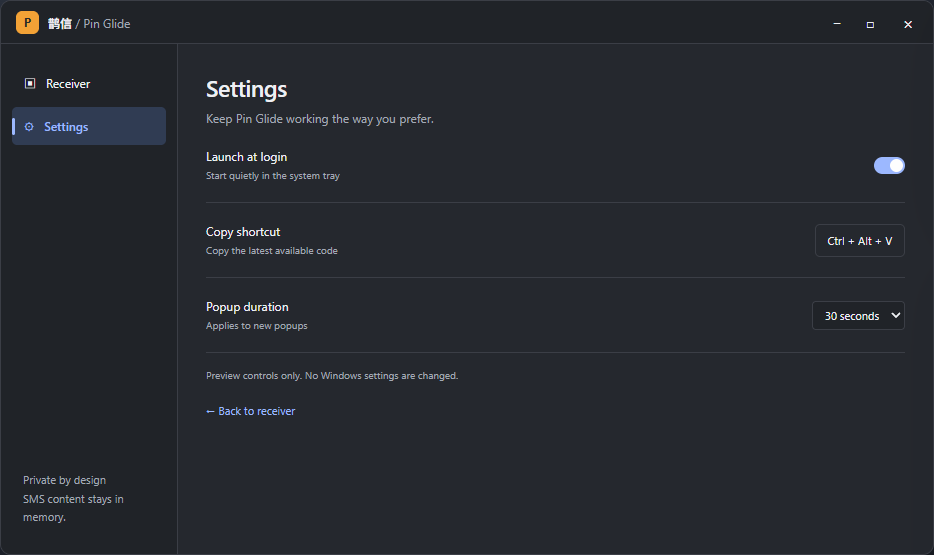 P 鹊信 / Pin Glide
Receiver
Settings
Settings
Keep Pin Glide working the way you prefer.
Launch at login
Start quietly in the system tray
Copy shortcut
Copy the latest available code
Ctrl + Alt + V
Popup duration
Applies to new popups
30 seconds
Preview controls only. No Windows settings are changed.
← Back to receiver
Private by design
SMS content stays in
memory.